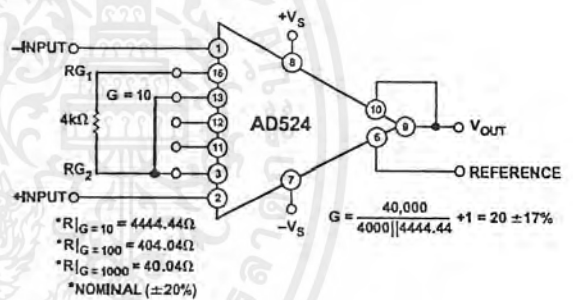 –INPUT
RG1
G = 10
4kΩ
RG2
+INPUT
1
16
13
12
11
3
2
+VS
8
AD524
10
9
6
7
–VS
VOUT
REFERENCE
*R|G = 10 = 4444.44Ω
*R|G = 100 = 404.04Ω
*R|G = 1000 = 40.04Ω
*NOMINAL (±20%)
G = 40,000 / 4000||4444.44 +1 = 20 ±17%